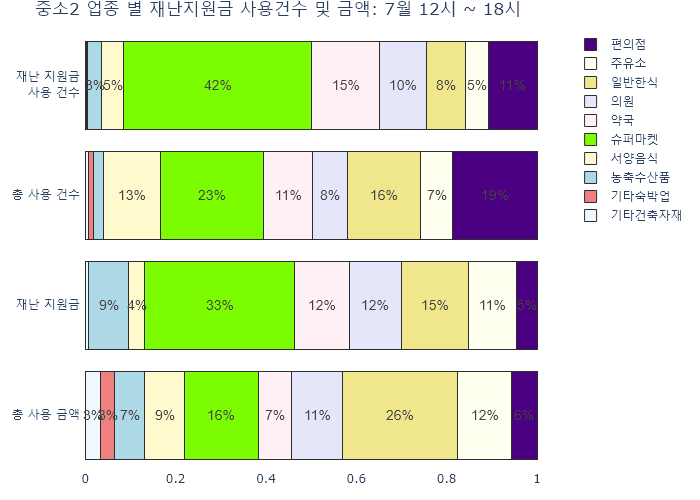 중소2 업종 별 재난지원금 사용건수 및 금액: 7월 12시 ~ 18시
재난 지원금
사용 건수
3% 5% 42% 15% 10% 8% 5% 11%
총 사용 건수
13% 23% 11% 8% 16% 7% 19%
재난 지원금
9% 4% 33% 12% 12% 15% 11% 5%
총 사용 금액
3% 3% 7% 9% 16% 7% 11% 26% 12% 6%
0 0.2 0.4 0.6 0.8 1
편의점
주유소
일반한식
의원
약국
슈퍼마켓
서양음식
농축수산품
기타숙박업
기타건축자재